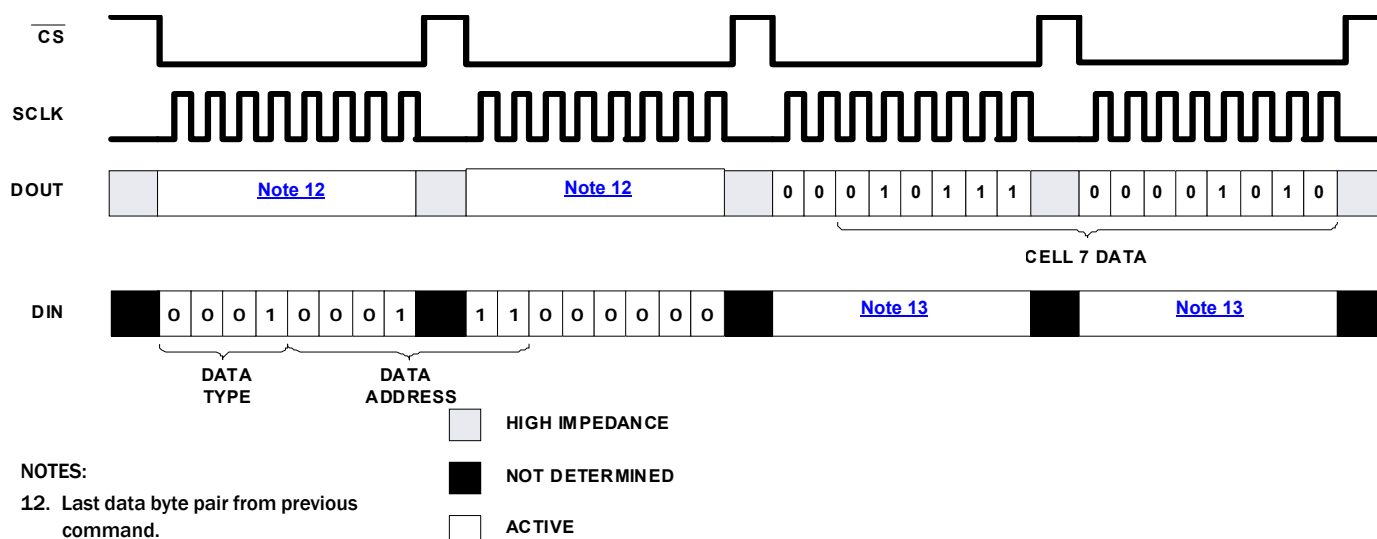 CS
SCLK
DOUT Note 12 Note 12 0 0 0 1 0 1 1 1 0 0 0 0 1 0 1 0
CELL 7 DATA
DIN 0 0 0 1 0 0 0 1 1 1 0 0 0 0 0 0 Note 13 Note 13
DATA TYPE
DATA ADDRESS
HIGH IMPEDANCE
NOT DETERMINED
ACTIVE
NOTES:
12. Last data byte pair from previous
command.